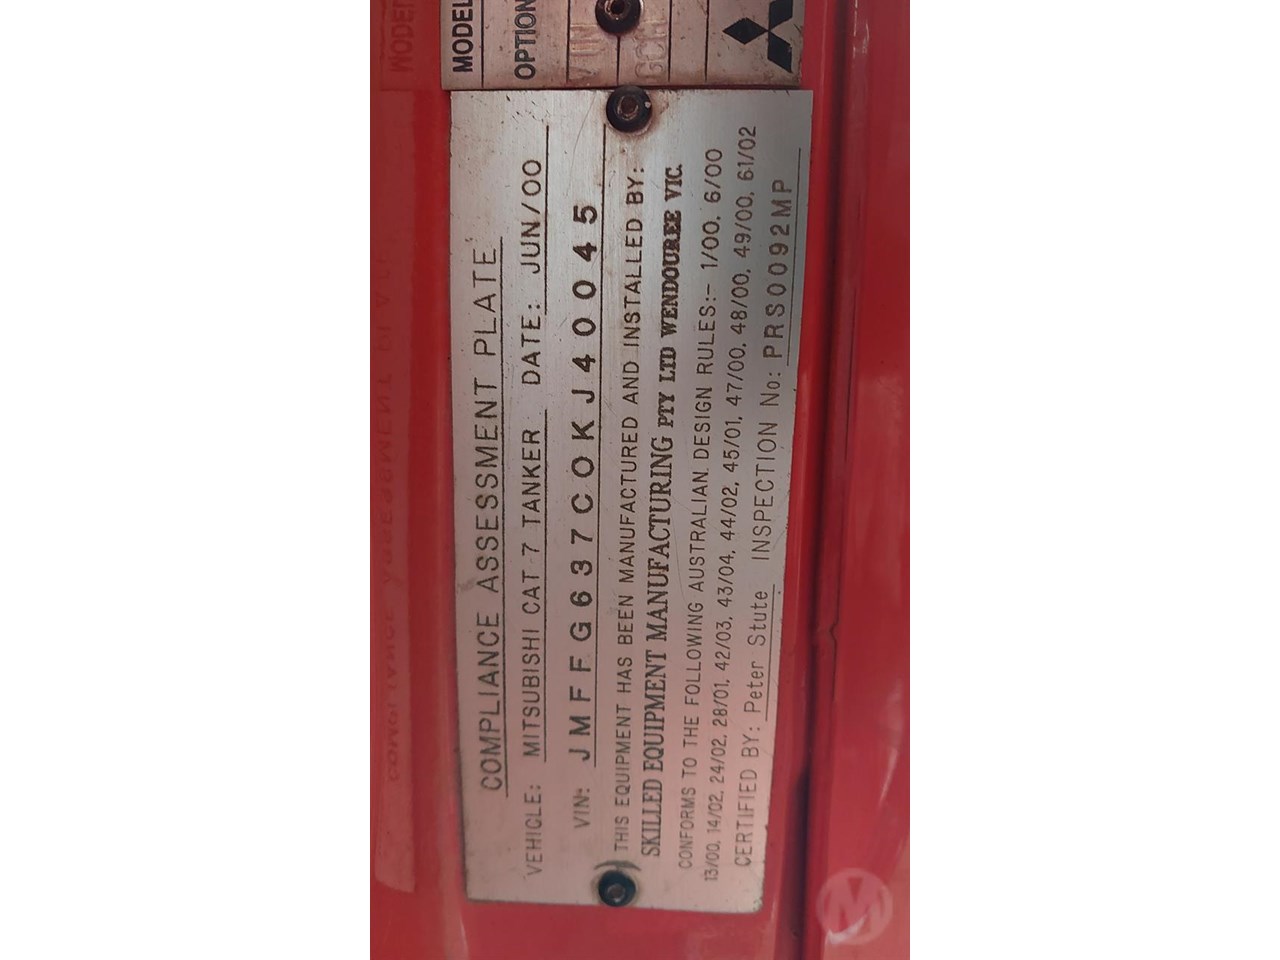 MODEL
OPTION
VIN
COMPLIANCE ASSESSMENT PLATE
VEHICLE: MITSUBISHI CAT 7 TANKER DATE: JUN/00
VIN: JMFFG637C0KJ40045
THIS EQUIPMENT HAS BEEN MANUFACTURED AND INSTALLED BY:
SKILLED EQUIPMENT MANUFACTURING PTY LTD WENDOUREE VIC.
CONFORMS TO THE FOLLOWING AUSTRALIAN DESIGN RULES:- 1/00, 6/00
13/00, 14/02, 24/02, 28/01, 42/03, 43/04, 44/02, 45/01, 47/00, 48/00, 49/00, 61/02
CERTIFIED BY: Peter Stute INSPECTION No: PRS0092MP
M